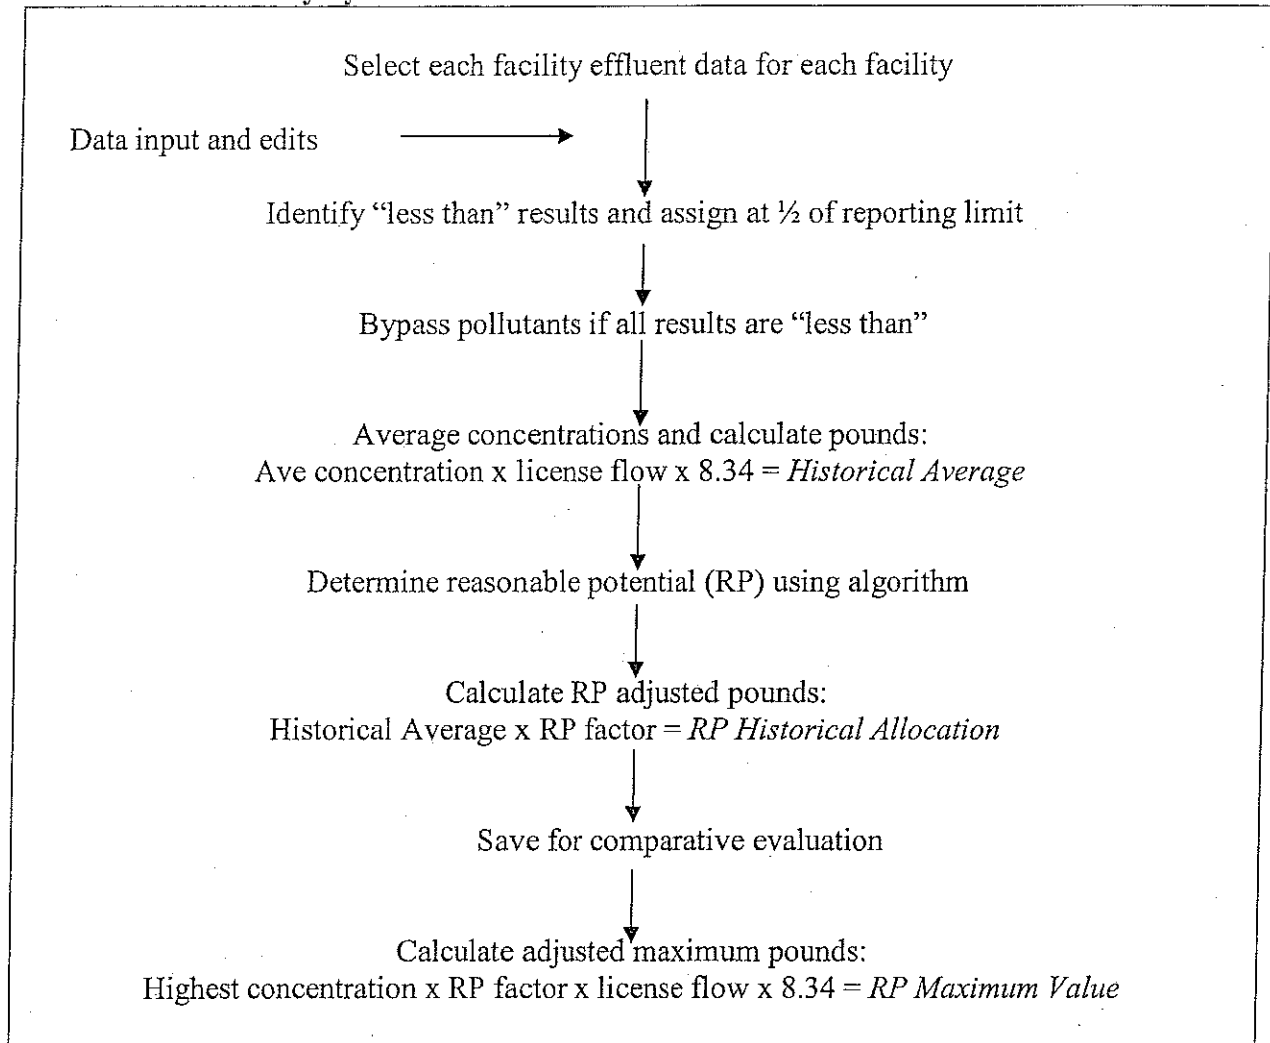 Select each facility effluent data for each facility
Data input and edits
Identify “less than” results and assign at ½ of reporting limit
Bypass pollutants if all results are “less than”
Average concentrations and calculate pounds:
Ave concentration x license flow x 8.34 = Historical Average
Determine reasonable potential (RP) using algorithm
Calculate RP adjusted pounds:
Historical Average x RP factor = RP Historical Allocation
Save for comparative evaluation
Calculate adjusted maximum pounds:
Highest concentration x RP factor x license flow x 8.34 = RP Maximum Value